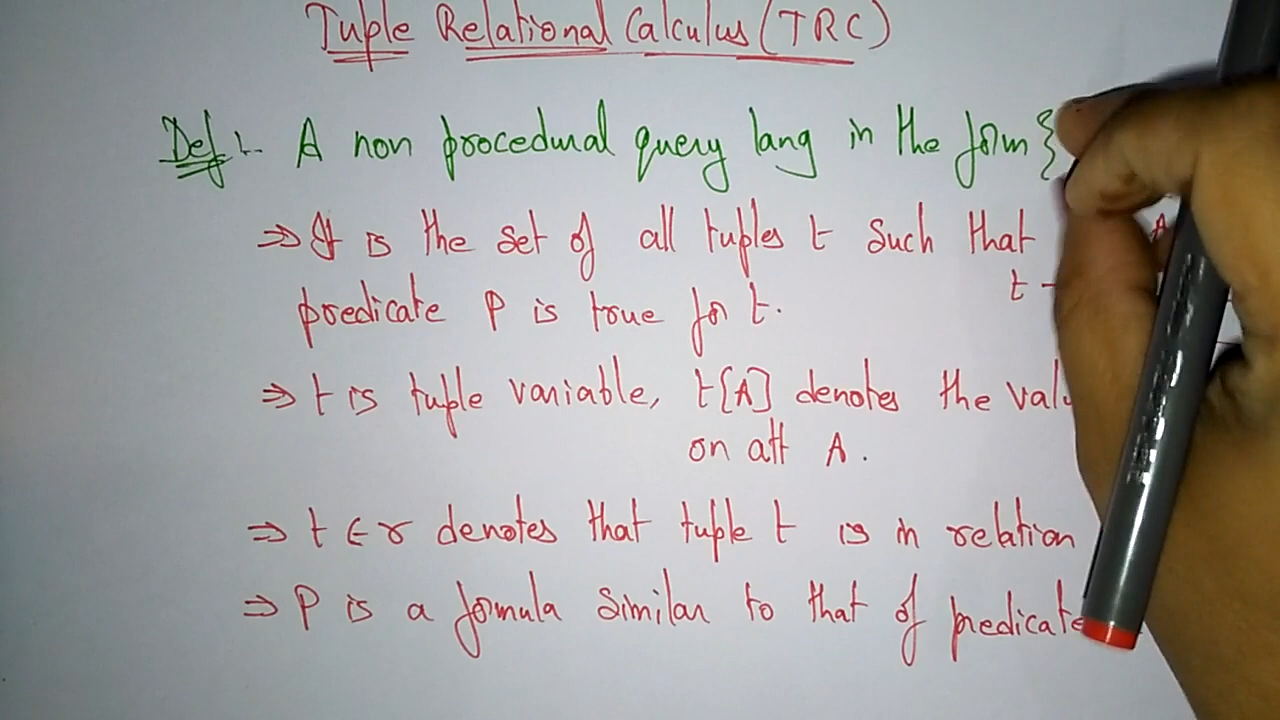 Tuple Relational Calculus (TRC)
Def :- A non procedural query lang in the form {
⇒ It is the set of all tuples t such that
t -
predicate P is true for t.
⇒ t is tuple variable, t[A] denotes the
on att A.
⇒ t ∈ r denotes that tuple t is in relation
⇒ P is a formula similar to that of predicate